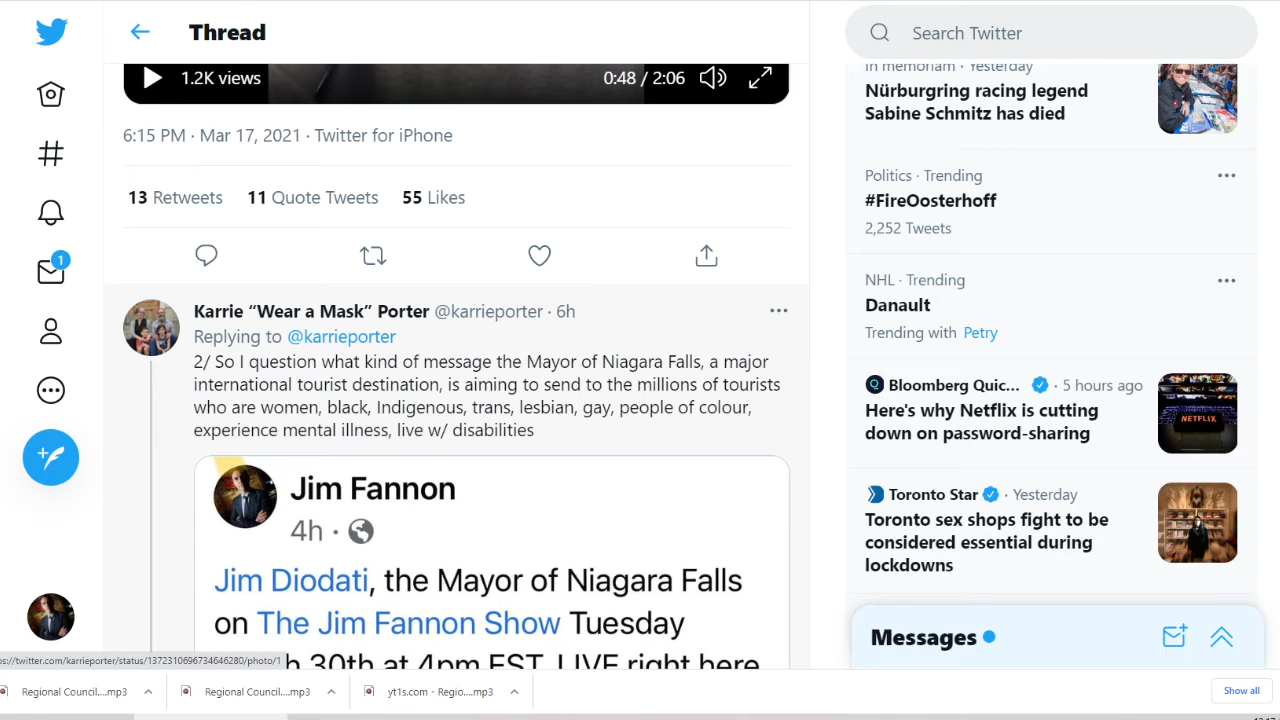 Thread
Search Twitter
1.2K views
0:48 / 2:06
6:15 PM · Mar 17, 2021 · Twitter for iPhone
13 Retweets 11 Quote Tweets 55 Likes
1
Karrie “Wear a Mask” Porter @karrieporter · 6h
Replying to @karrieporter
2/ So I question what kind of message the Mayor of Niagara Falls, a major
international tourist destination, is aiming to send to the millions of tourists
who are women, black, Indigenous, trans, lesbian, gay, people of colour,
experience mental illness, live w/ disabilities
Jim Fannon
4h ·
Jim Diodati, the Mayor of Niagara Falls
on The Jim Fannon Show Tuesday
h 30th at 4pm EST, LIVE right here
In memoriam · Yesterday
Nürburgring racing legend
Sabine Schmitz has died
Politics · Trending
#FireOosterhoff
2,252 Tweets
NHL · Trending
Danault
Trending with Petry
Bloomberg Quic... · 5 hours ago
Here's why Netflix is cutting
down on password-sharing
NETFLIX
Toronto Star · Yesterday
Toronto sex shops fight to be
considered essential during
lockdowns
Messages
ps://twitter.com/karrieporter/status/1372310696734646280/photo/1
Regional Council....mp3
Regional Council....mp3
yt1s.com - Regio....mp3
Show all